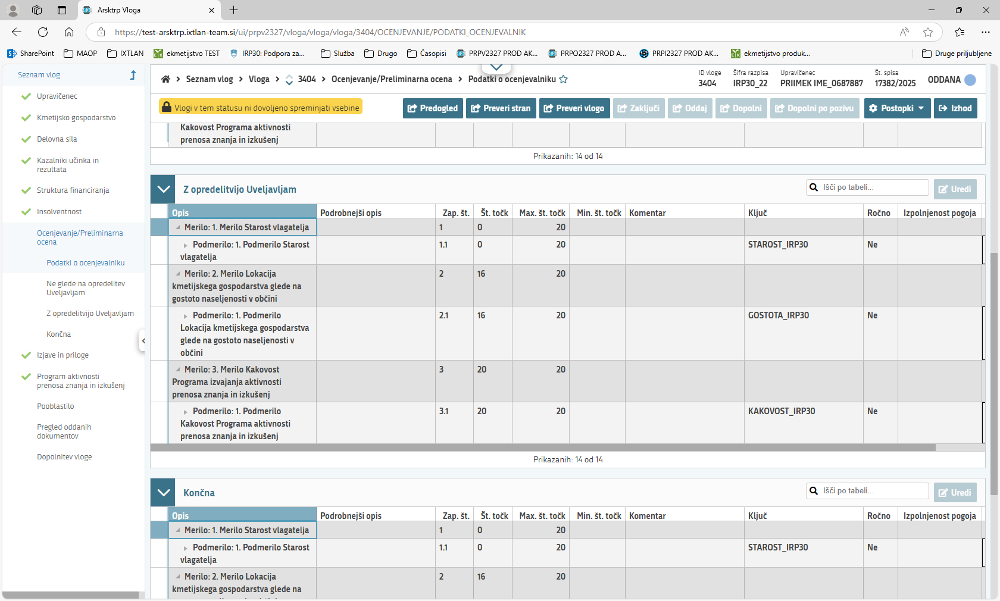 Arsktrp Vloga
https://test-arsktrp.ixtlan-team.si/ui/prpv2327/vloga/vloga/vloga/3404/OCENJEVANJE/PODATKI_OCENJEVALNIK
SharePoint MAOP IXTLAN ekmetijstvo TEST IRP30: Podpora za... Služba Drugo Časopisi PRPV2327 PROD AK... PRPO2327 PROD A... PRPI2327 PROD AK... ekmetijstvo produk... Druge priljubljene
Seznam vlog
Upravičenec
Kmetijsko gospodarstvo
Delovna sila
Kazalniki učinka in
rezultata
Struktura financiranja
Insolventnost
Ocenjevanje/Preliminarna
ocena
Podatki o ocenjevalniku
Ne glede na opredelitev
Uveljavljam
Z opredelitvijo Uveljavljam
Končna
Izjave in priloge
Program aktivnosti
prenosa znanja in izkušenj
Pooblastilo
Pregled oddanih
dokumentov
Dopolnitev vloge
Seznam vlog Vloga 3404 Ocenjevanje/Preliminarna ocena Podatki o ocenjevalniku
ID vloge Šifra razpisa Upravičenec Št. spisa
3404 IRP30_22 PRIIMEK IME_0687887 17382/2025 ODDANA
Vlogi v tem statusu ni dovoljeno spreminjati vsebine
Predogled Preveri stran Preveri vlogo Zaključi Oddaj Dopolni Dopolni po pozivu Postopki Izhod
Kakovost Programa aktivnosti
prenosa znanja in izkušenj
Prikazanih: 14 od 14
Z opredelitvijo Uveljavljam Išči po tabeli... Uredi
Opis Podrobnejši opis Zap. št. Št. točk Max. št. točk Min. št. točk Komentar Ključ Ročno Izpolnjenost pogoja
Merilo: 1. Merilo Starost vlagatelja 1 0 20
Podmerilo: 1. Podmerilo Starost 1.1 0 20 STAROST_IRP30 Ne
vlagatelja
Merilo: 2. Merilo Lokacija 2 16 20
kmetijskega gospodarstva glede na
gostoto naseljenosti v občini
Podmerilo: 1. Podmerilo 2.1 16 20 GOSTOTA_IRP30 Ne
Lokacija kmetijskega gospodarstva
glede na gostoto naseljenosti v
občini
Merilo: 3. Merilo Kakovost 3 20 20
Programa izvajanja aktivnosti
prenosa znanja in izkušenj
Podmerilo: 1. Podmerilo 3.1 20 20 KAKOVOST_IRP30 Ne
Kakovost Programa aktivnosti
prenosa znanja in izkušenj
Prikazanih: 14 od 14
Končna Išči po tabeli... Uredi
Opis Podrobnejši opis Zap. št. Št. točk Max. št. točk Min. št. točk Komentar Ključ Ročno Izpolnjenost pogoja
Merilo: 1. Merilo Starost vlagatelja 1 0 20
Podmerilo: 1. Podmerilo Starost 1.1 0 20 STAROST_IRP30 Ne
vlagatelja
Merilo: 2. Merilo Lokacija 2 16 20
kmetijskega gospodarstva glede na